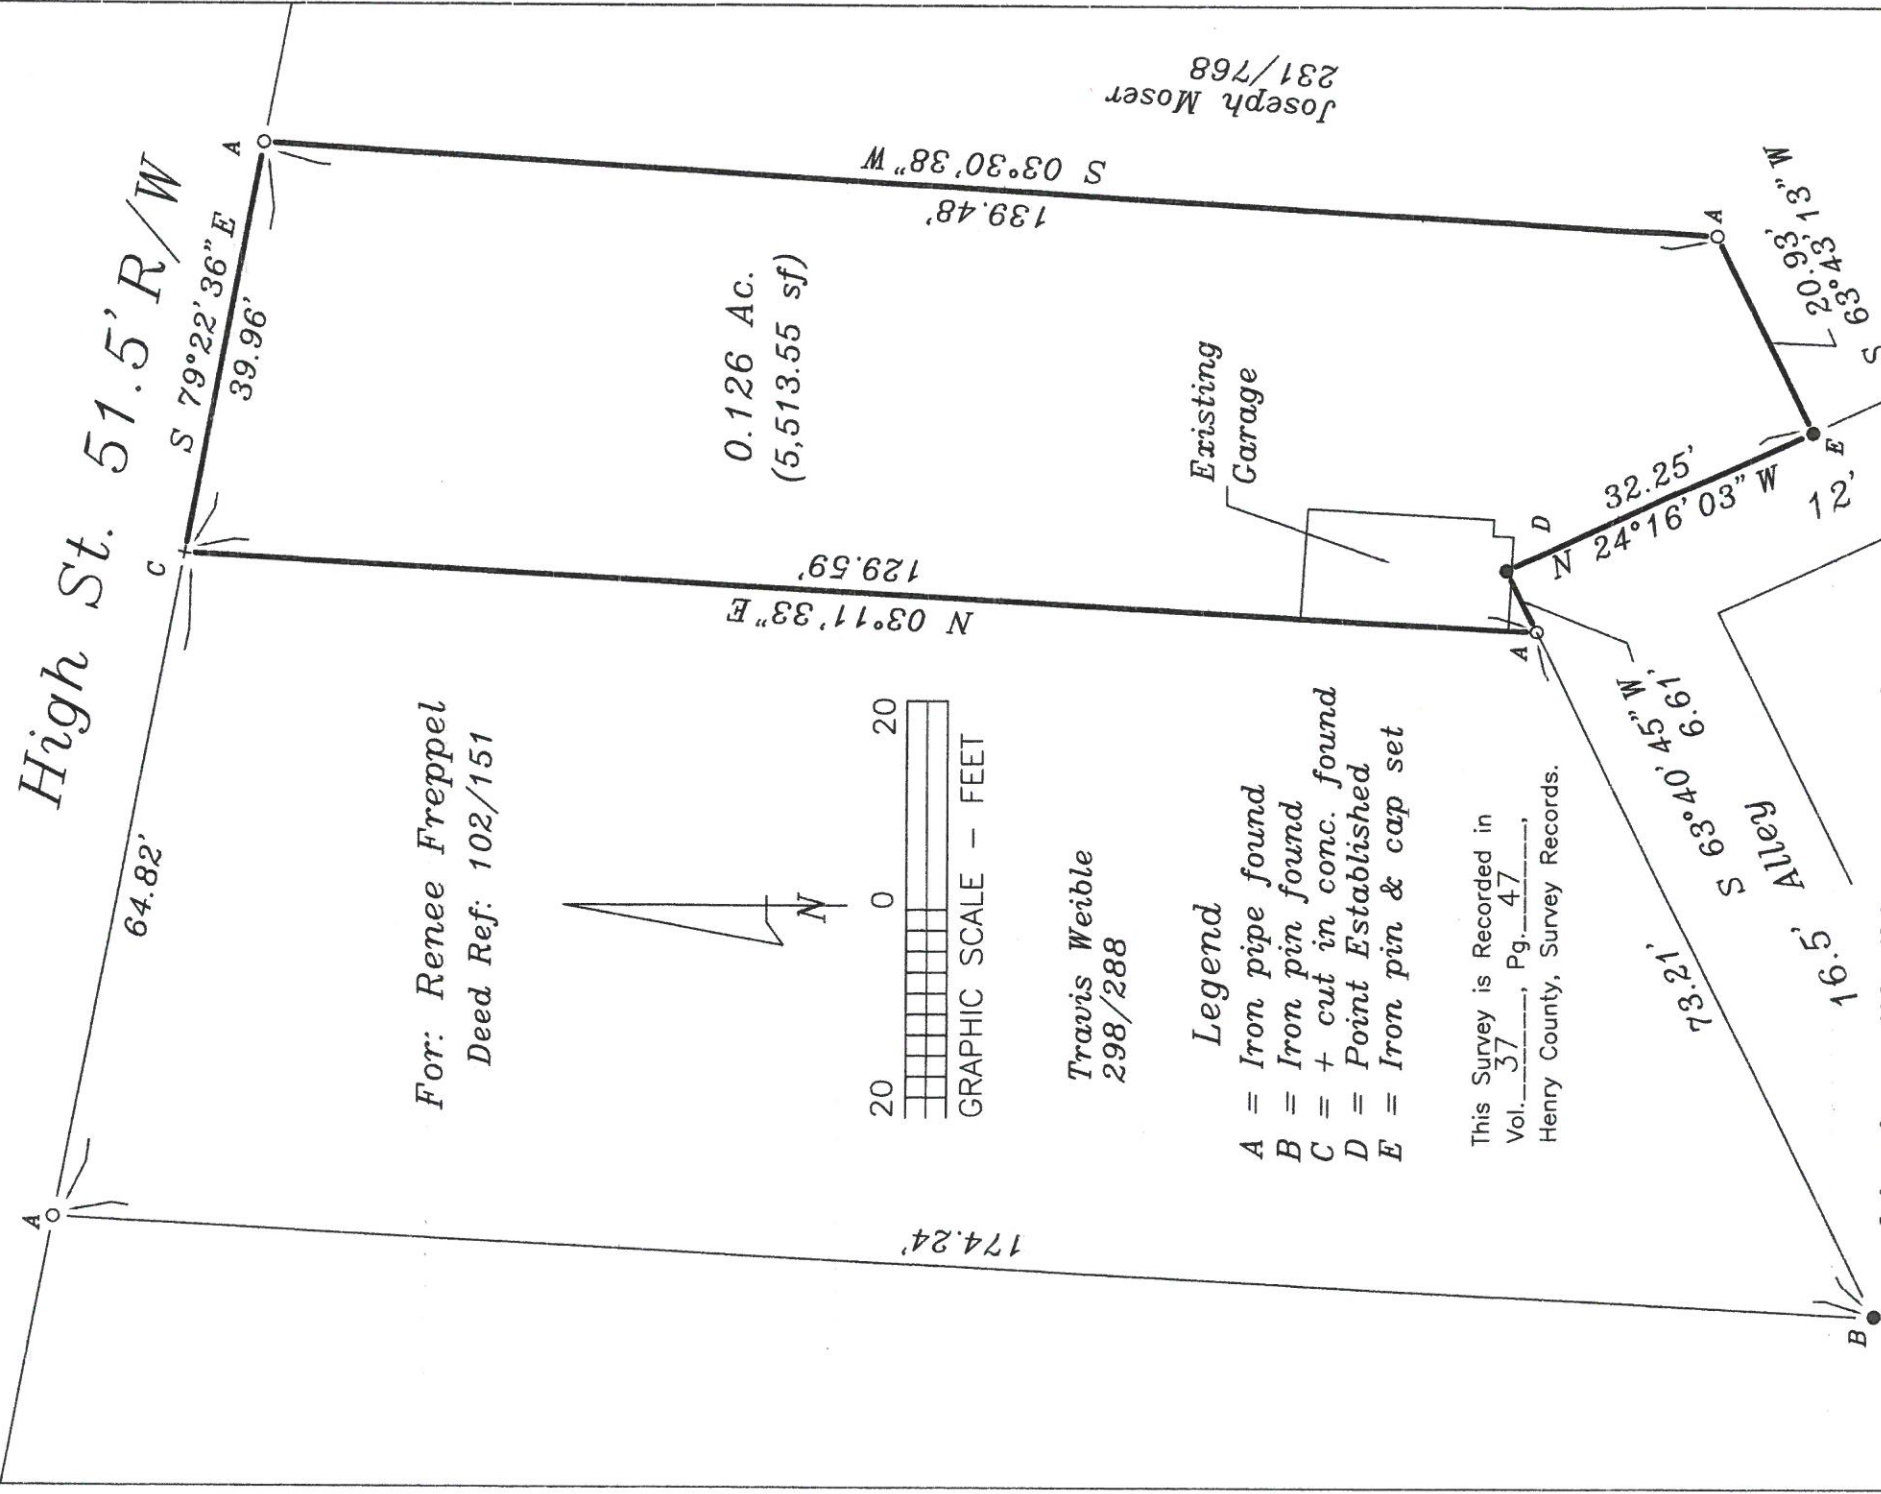 High St. 51.5' R/W
S 79°22'36" E
39.96'
64.82'
A
C
A
Joseph Moser
231/768
S 03°30'38" W
139.48'
0.126 Ac.
(5,513.55 sf)
N 03°11'33"E
129.59'
Existing
Garage
For: Renee Freppel
Deed Ref: 102/151
N
20
0
20
GRAPHIC SCALE - FEET
Travis Weible
298/288
Legend
A = Iron pipe found
B = Iron pin found
C = + cut in conc. found
D = Point Established
E = Iron pin & cap set
This Survey is Recorded in
Vol. 37, Pg. 47,
Henry County, Survey Records.
174.24'
A
D
32.25'
N 24°16'03" W
A
20.93'
S 63°43'13" W
E
12'
S 63°40'45" W
6.61'
73.21'
16.5' Alley
B